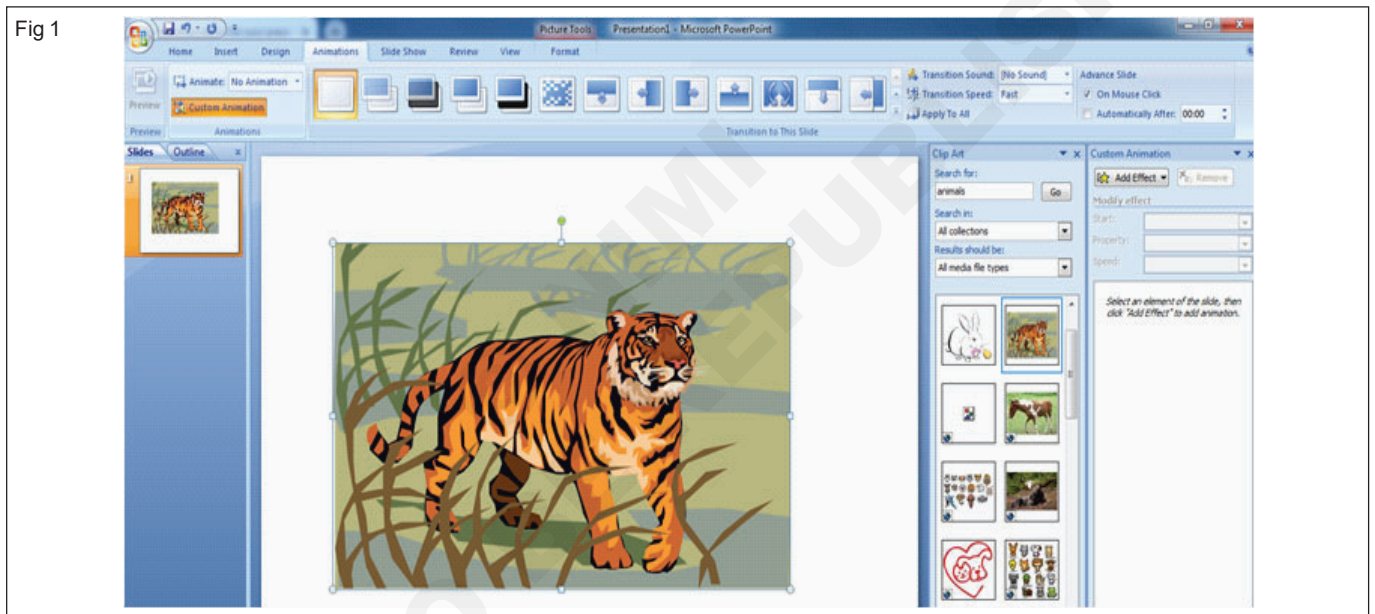 Fig 1
Picture Tools Presentation1 - Microsoft PowerPoint
Home Insert Design Animations Slide Show Review View Format
Preview
Animate: No Animation
Custom Animation
Transition Sound: [No Sound]
Transition Speed: Fast
Apply To All
Advance Slide
On Mouse Click
Automatically After: 00:00
Preview Animations Transition to This Slide
Slides Outline
1
Clip Art
Search for:
animals Go
Search in:
All collections
Results should be:
All media file types
Custom Animation
Add Effect Remove
Modify effect
Start:
Property:
Speed:
Select an element of the slide, then
click "Add Effect" to add animation.